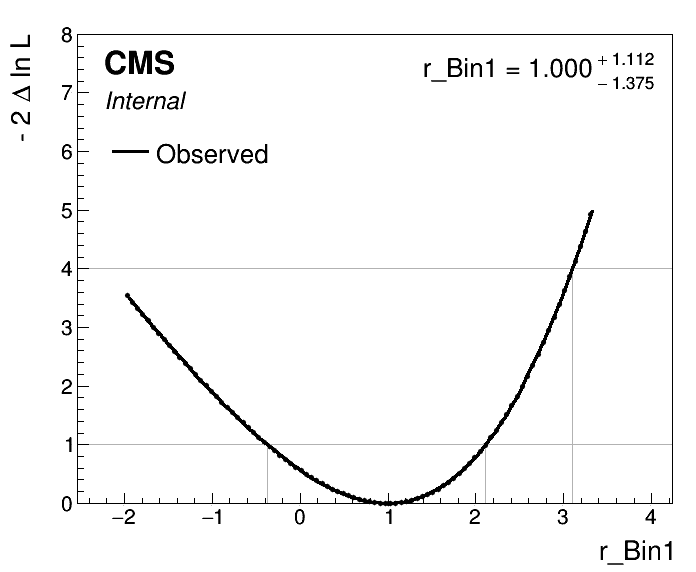 CMS
Internal
r_Bin1 = 1.000 + 1.112 − 1.375
Observed
- 2 Δ ln L
8
7
6
5
4
3
2
1
0
−2 −1 0 1 2 3 4
r_Bin1